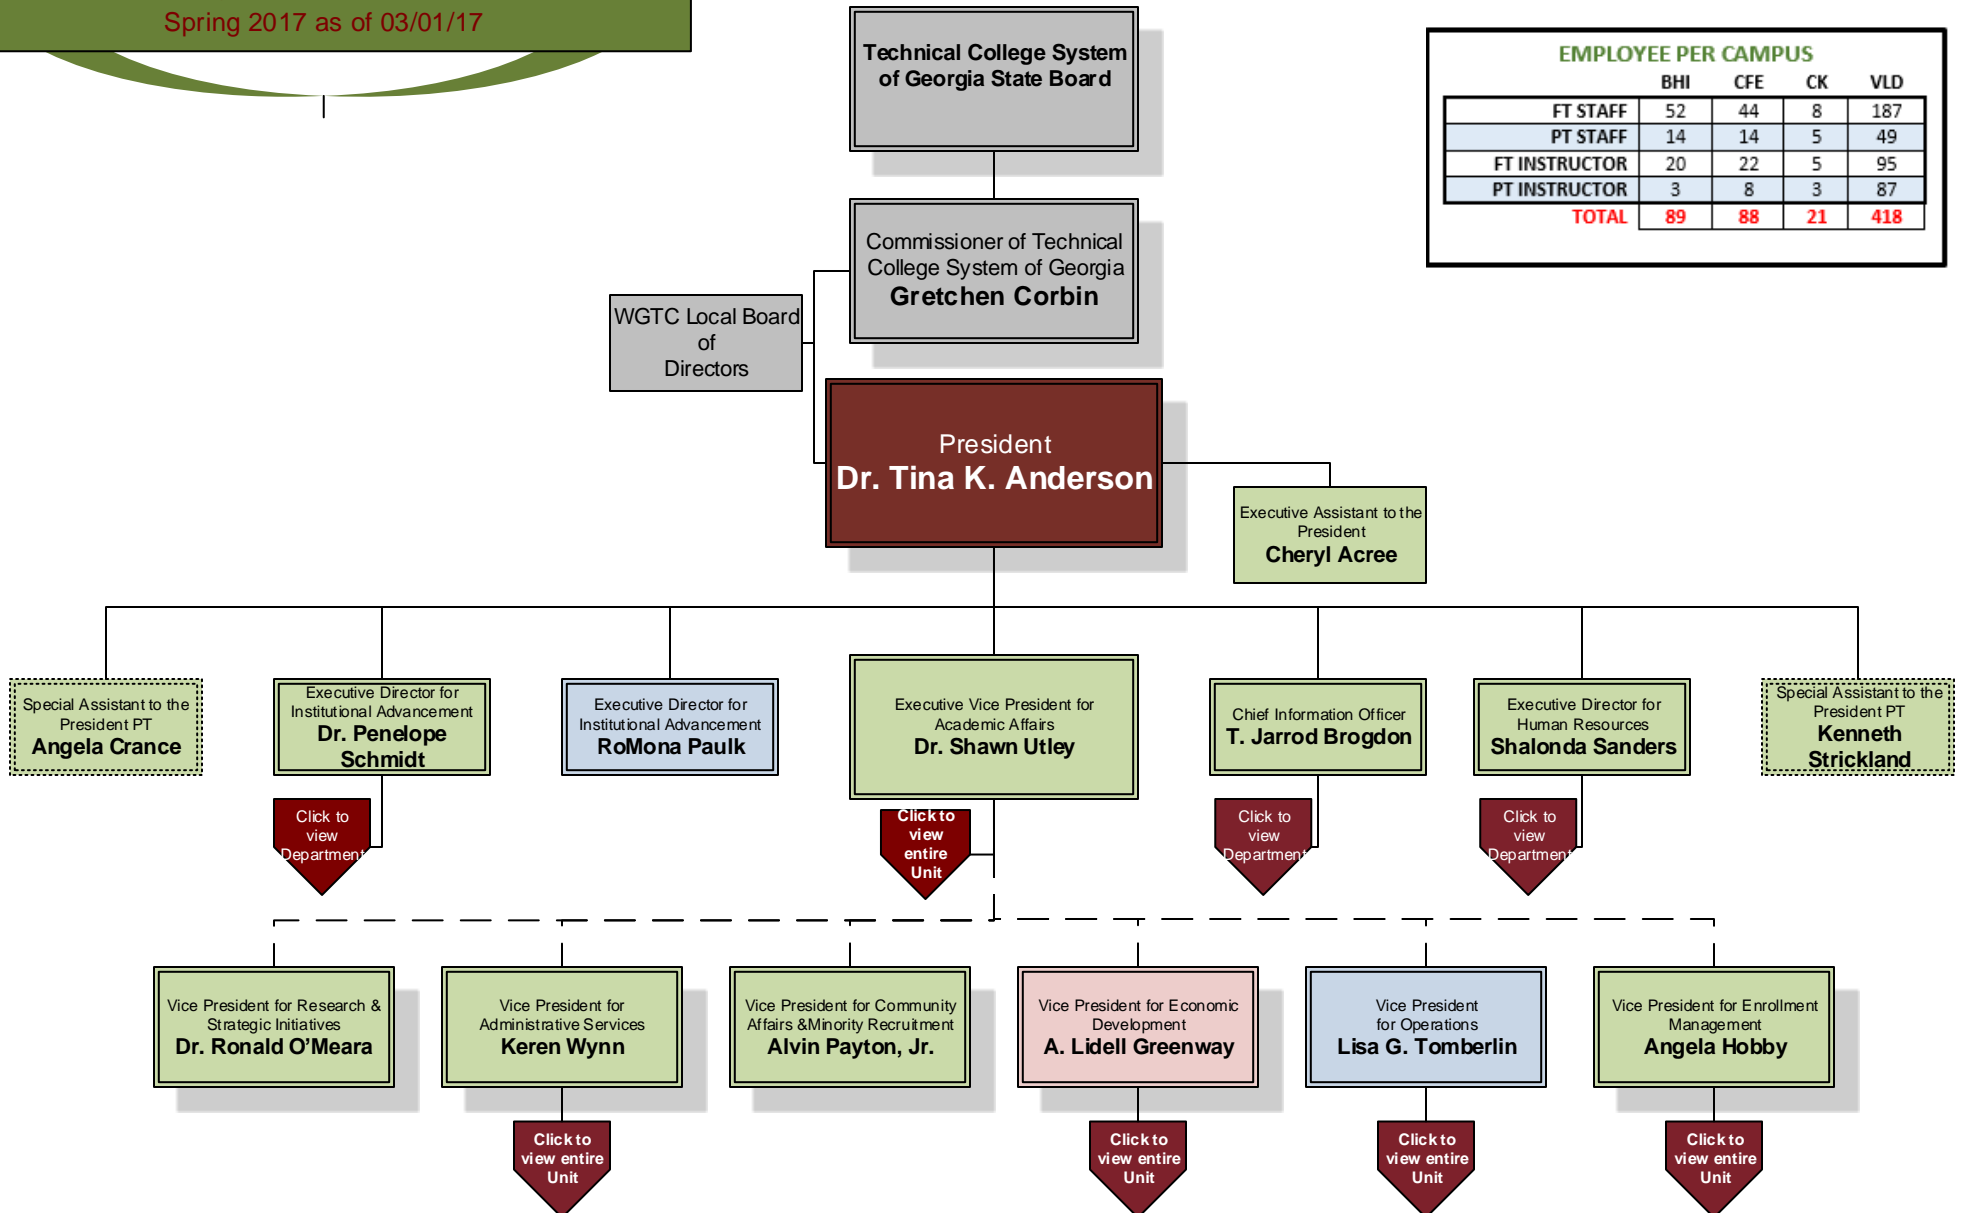 Spring 2017 as of 03/01/17
Technical College System
of Georgia State Board
EMPLOYEE PER CAMPUS
BHI CFE CK VLD
FT STAFF 52 44 8 187
PT STAFF 14 14 5 49
FT INSTRUCTOR 20 22 5 95
PT INSTRUCTOR 3 8 3 87
TOTAL 89 88 21 418
Commissioner of Technical
College System of Georgia
Gretchen Corbin
WGTC Local Board
of
Directors
President
Dr. Tina K. Anderson
Executive Assistant to the
President
Cheryl Acree
Special Assistant to the
President PT
Angela Crance
Executive Director for
Institutional Advancement
Dr. Penelope
Schmidt
Executive Director for
Institutional Advancement
RoMona Paulk
Executive Vice President for
Academic Affairs
Dr. Shawn Utley
Chief Information Officer
T. Jarrod Brogdon
Executive Director for
Human Resources
Shalonda Sanders
Special Assistant to the
President PT
Kenneth
Strickland
Click to
view
Department
Click to
view
entire
Unit
Click to
view
Department
Click to
view
Department
Vice President for Research &
Strategic Initiatives
Dr. Ronald O’Meara
Vice President for
Administrative Services
Keren Wynn
Vice President for Community
Affairs &Minority Recruitment
Alvin Payton, Jr.
Vice President for Economic
Development
A. Lidell Greenway
Vice President
for Operations
Lisa G. Tomberlin
Vice President for Enrollment
Management
Angela Hobby
Click to
view entire
Unit
Click to
view entire
Unit
Click to
view entire
Unit
Click to
view entire
Unit